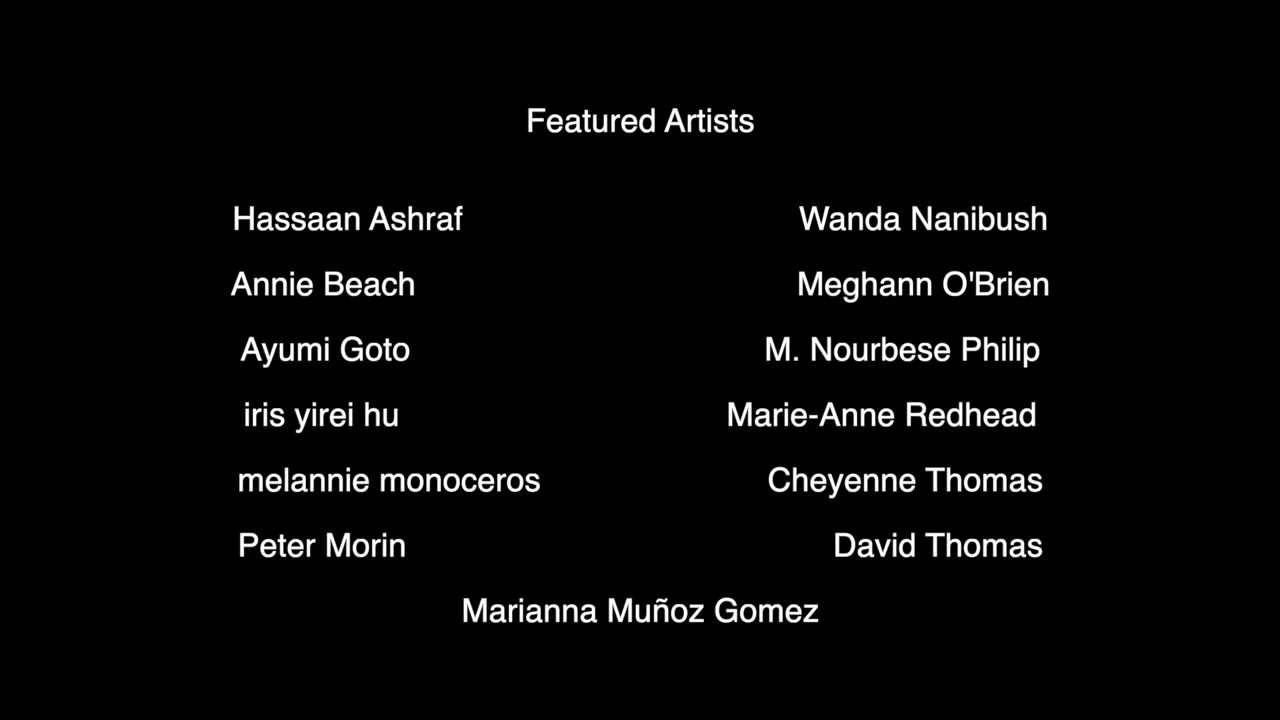 Featured Artists
Hassaan Ashraf
Annie Beach
Ayumi Goto
iris yirei hu
melannie monoceros
Peter Morin
Wanda Nanibush
Meghann O'Brien
M. Nourbese Philip
Marie-Anne Redhead
Cheyenne Thomas
David Thomas
Marianna Muñoz Gomez